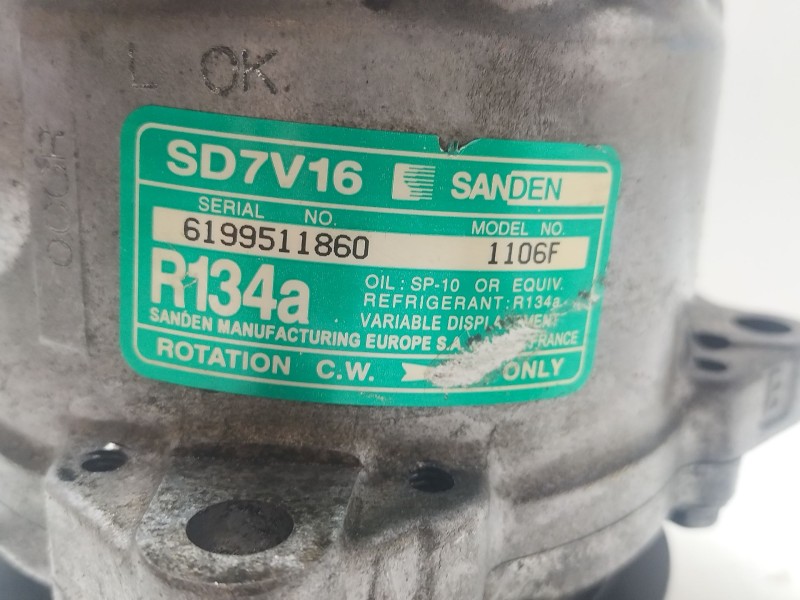 L OK.
SD7V16 SANDEN
SERIAL NO. MODEL NO.
6199511860 1106F
R134a
OIL : SP-10 OR EQUIV.
REFRIGERANT : R134a
VARIABLE DISPLACEMENT
SANDEN MANUFACTURING EUROPE S.A. FRANCE
ROTATION C.W. ONLY